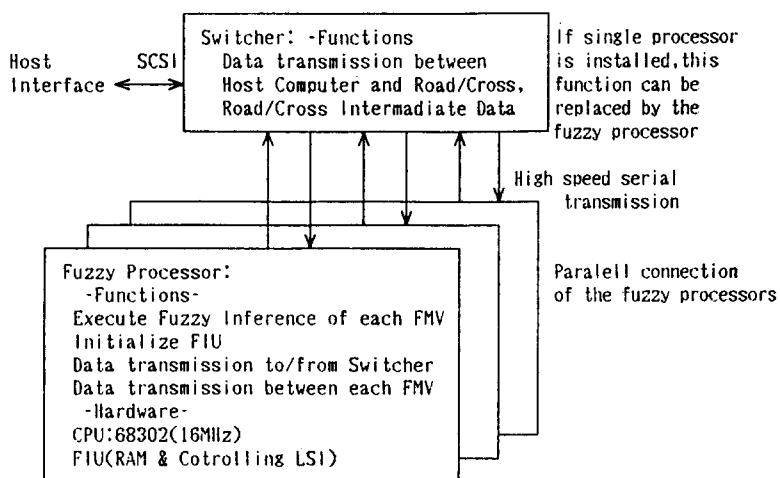 Switcher: -Functions
Data transmission between
Host Computer and Road/Cross,
Road/Cross Intermadiate Data
Host
Interface
SCSI
If single processor
is installed,this
function can be
replaced by the
fuzzy processor
High speed serial
transmission
Fuzzy Processor:
-Functions-
Execute Fuzzy Inference of each FMV
Initialize FIU
Data transmission to/from Switcher
Data transmission between each FMV
-Hardware-
CPU:68302(16MHz)
FIU(RAM & Cotrolling LSI)
Paralell connection
of the fuzzy processors